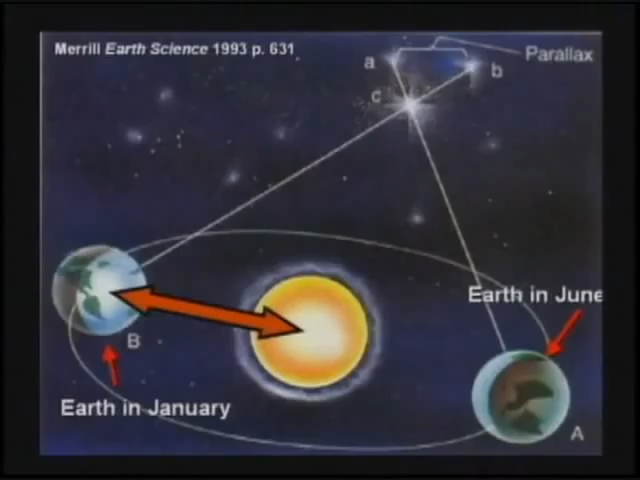 Merrill Earth Science 1993 p. 631
Parallax
a
b
c
Earth in June
B
Earth in January
A